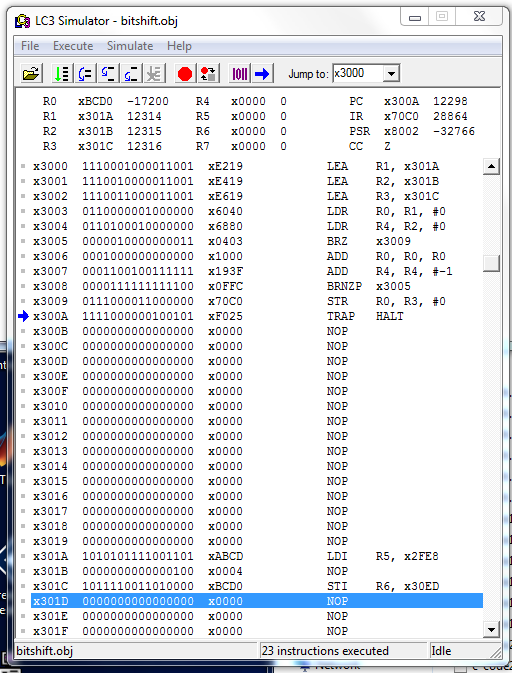 LC3 Simulator - bitshift.obj
File Execute Simulate Help
Jump to: x3000
R0 xBCD0 -17200 R4 x0000 0 PC x300A 12298
R1 x301A 12314 R5 x0000 0 IR x70C0 28864
R2 x301B 12315 R6 x0000 0 PSR x8002 -32766
R3 x301C 12316 R7 x0000 0 CC Z
x3000 1110001000011001 xE219 LEA R1, x301A
x3001 1110010000011001 xE419 LEA R2, x301B
x3002 1110011000011001 xE619 LEA R3, x301C
x3003 0110000001000000 x6040 LDR R0, R1, #0
x3004 0110100010000000 x6880 LDR R4, R2, #0
x3005 0000010000000011 x0403 BRZ x3009
x3006 0001000000000000 x1000 ADD R0, R0, R0
x3007 0001100100111111 x193F ADD R4, R4, #-1
x3008 0000111111111100 x0FFC BRNZP x3005
x3009 0111000011000000 x70C0 STR R0, R3, #0
x300A 1111000000100101 xF025 TRAP HALT
x300B 0000000000000000 x0000 NOP
x300C 0000000000000000 x0000 NOP
x300D 0000000000000000 x0000 NOP
x300E 0000000000000000 x0000 NOP
x300F 0000000000000000 x0000 NOP
x3010 0000000000000000 x0000 NOP
x3011 0000000000000000 x0000 NOP
x3012 0000000000000000 x0000 NOP
x3013 0000000000000000 x0000 NOP
x3014 0000000000000000 x0000 NOP
x3015 0000000000000000 x0000 NOP
x3016 0000000000000000 x0000 NOP
x3017 0000000000000000 x0000 NOP
x3018 0000000000000000 x0000 NOP
x3019 0000000000000000 x0000 NOP
x301A 1010101111001101 xABCD LDI R5, x2FE8
x301B 0000000000000100 x0004 NOP
x301C 1011110011010000 xBCD0 STI R6, x30ED
x301D 0000000000000000 x0000 NOP
x301E 0000000000000000 x0000 NOP
x301F 0000000000000000 x0000 NOP
bitshift.obj 23 instructions executed Idle